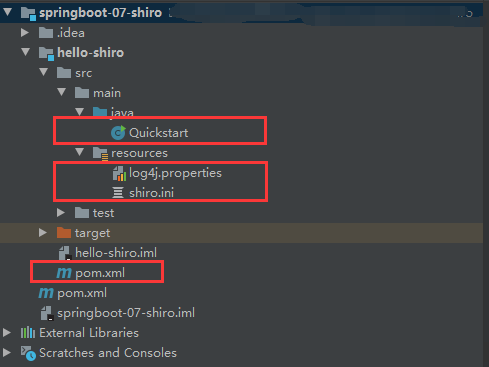 springboot-07-shiro
.idea
hello-shiro
src
main
java
Quickstart
resources
log4j.properties
shiro.ini
test
target
hello-shiro.iml
pom.xml
pom.xml
springboot-07-shiro.iml
External Libraries
Scratches and Consoles